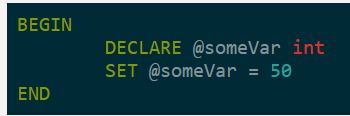 BEGIN
        DECLARE @someVar int
        SET @someVar = 50
END